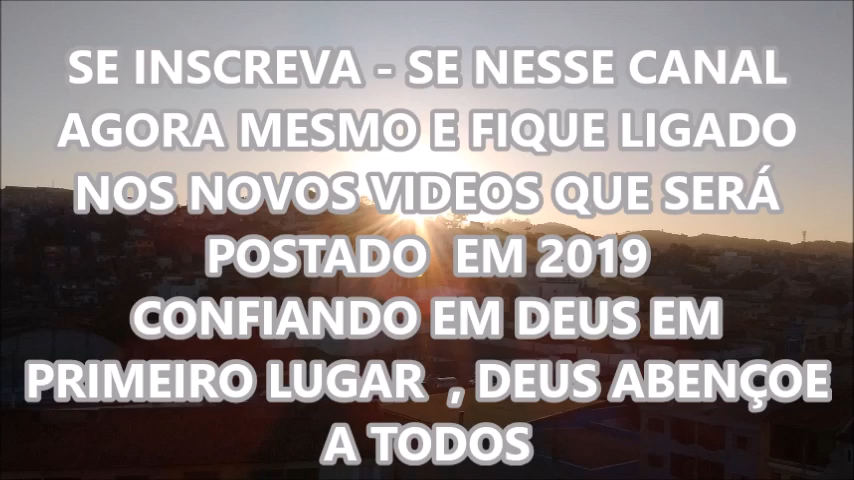 SE INSCREVA - SE NESSE CANAL
AGORA MESMO E FIQUE LIGADO
NOS NOVOS VIDEOS QUE SERÁ
POSTADO EM 2019
CONFIANDO EM DEUS EM
PRIMEIRO LUGAR , DEUS ABENÇOE
A TODOS